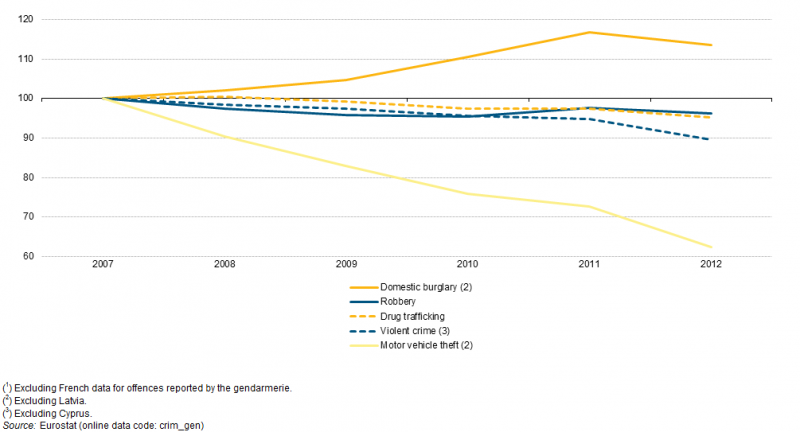 120
110
100
90
80
70
60
2007 2008 2009 2010 2011 2012
Domestic burglary (2)
Robbery
Drug trafficking
Violent crime (3)
Motor vehicle theft (2)
(¹) Excluding French data for offences reported by the gendarmerie.
(²) Excluding Latvia.
(³) Excluding Cyprus.
Source: Eurostat (online data code: crim_gen)